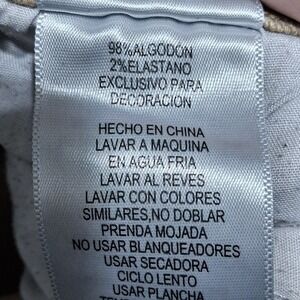 98%ALGODON
2%ELASTANO
EXCLUSIVO PARA
DECORACION
HECHO EN CHINA
LAVAR A MAQUINA
EN AGUA FRIA
LAVAR AL REVES
LAVAR CON COLORES
SIMILARES,NO DOBLAR
PRENDA MOJADA
NO USAR BLANQUEADORES
USAR SECADORA
CICLO LENTO
USAR PLANCHA